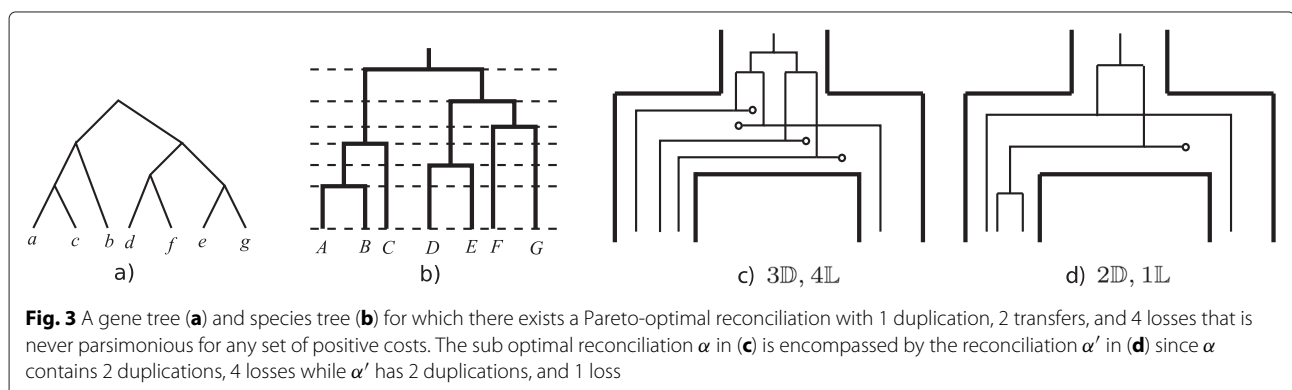 a c b d f e g
a)
A B C D E F G
b)
c) 3𝔻, 4𝕃
d) 2𝔻, 1𝕃
Fig. 3 A gene tree (a) and species tree (b) for which there exists a Pareto-optimal reconciliation with 1 duplication, 2 transfers, and 4 losses that is
never parsimonious for any set of positive costs. The sub optimal reconciliation α in (c) is encompassed by the reconciliation α′ in (d) since α
contains 2 duplications, 4 losses while α′ has 2 duplications, and 1 loss